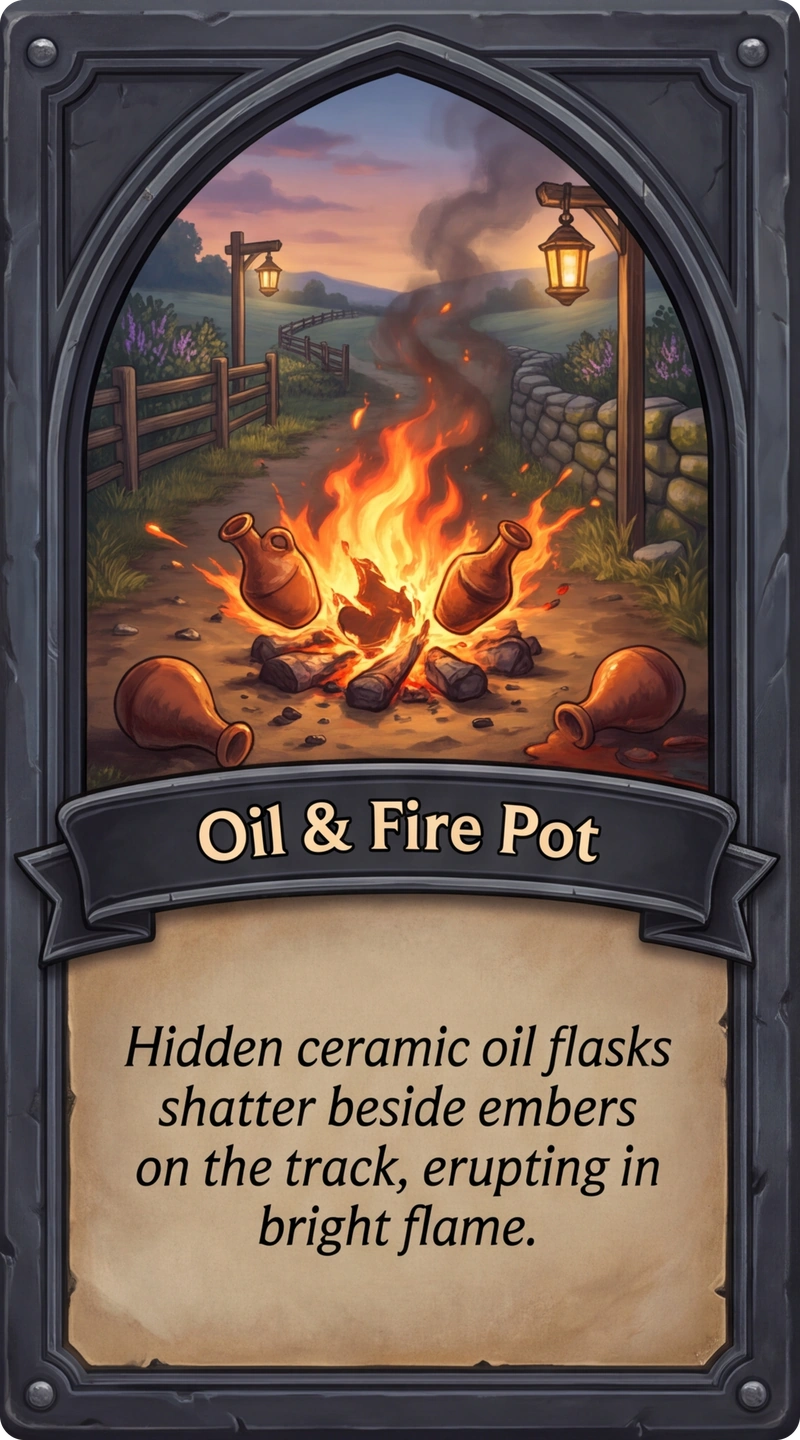 Oil & Fire Pot
Hidden ceramic oil flasks
shatter beside embers
on the track, erupting in
bright flame.